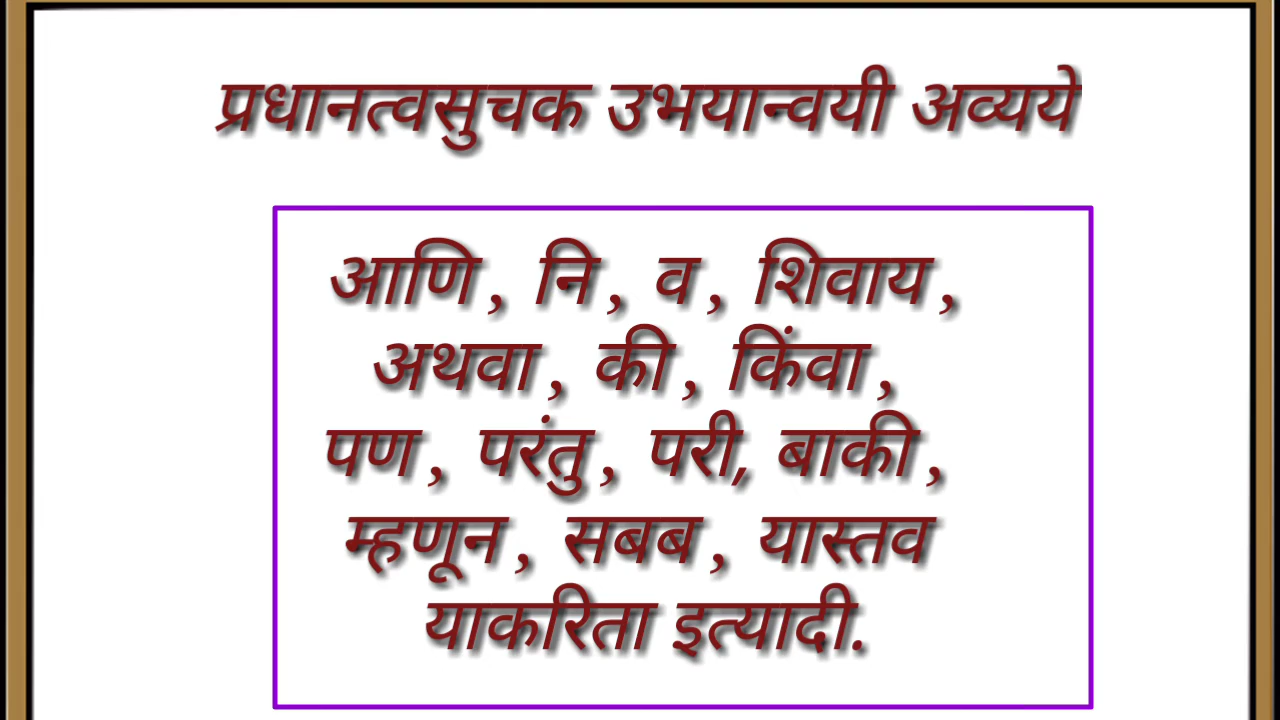 प्रधानत्वसुचक उभयान्वयी अव्यये
आणि , नि , व , शिवाय ,
अथवा , की , किंवा ,
पण , परंतु , परी, बाकी ,
म्हणून , सबब , यास्तव
याकरिता इत्यादी.